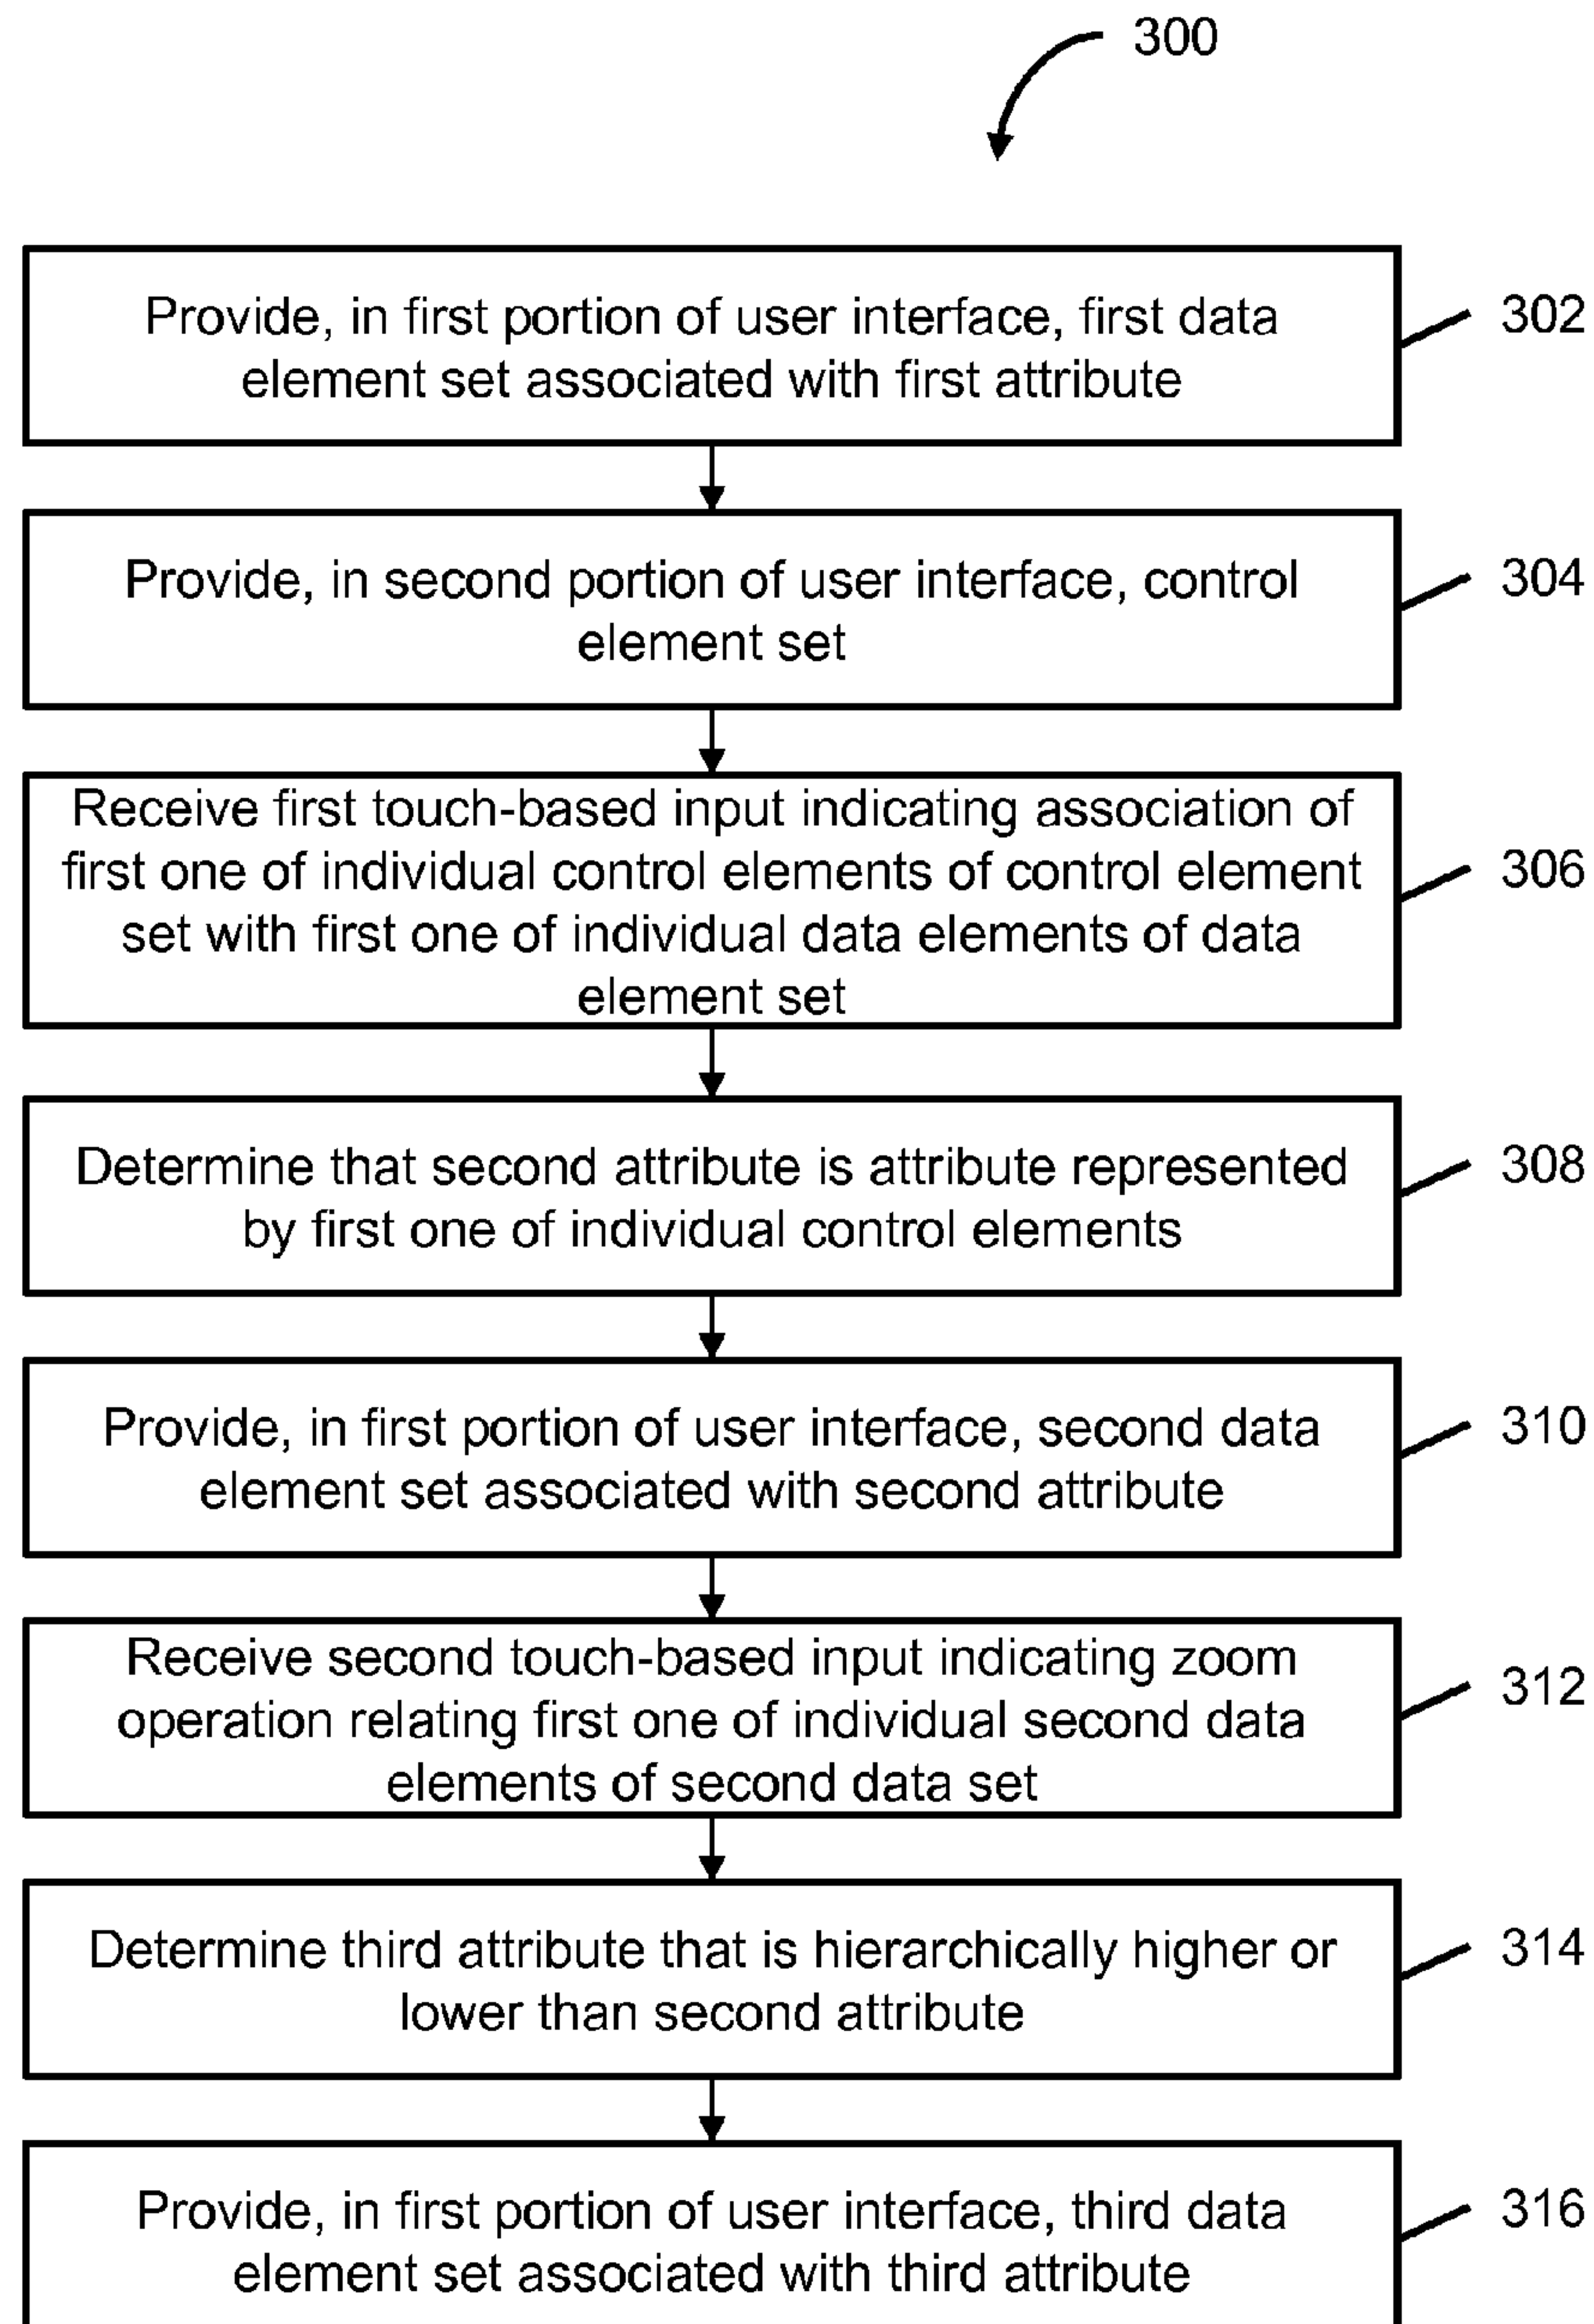 300
Provide, in first portion of user interface, first data
element set associated with first attribute
302
Provide, in second portion of user interface, control
element set
304
Receive first touch-based input indicating association of
first one of individual control elements of control element
set with first one of individual data elements of data
element set
306
Determine that second attribute is attribute represented
by first one of individual control elements
308
Provide, in first portion of user interface, second data
element set associated with second attribute
310
Receive second touch-based input indicating zoom
operation relating first one of individual second data
elements of second data set
312
Determine third attribute that is hierarchically higher or
lower than second attribute
314
Provide, in first portion of user interface, third data
element set associated with third attribute
316